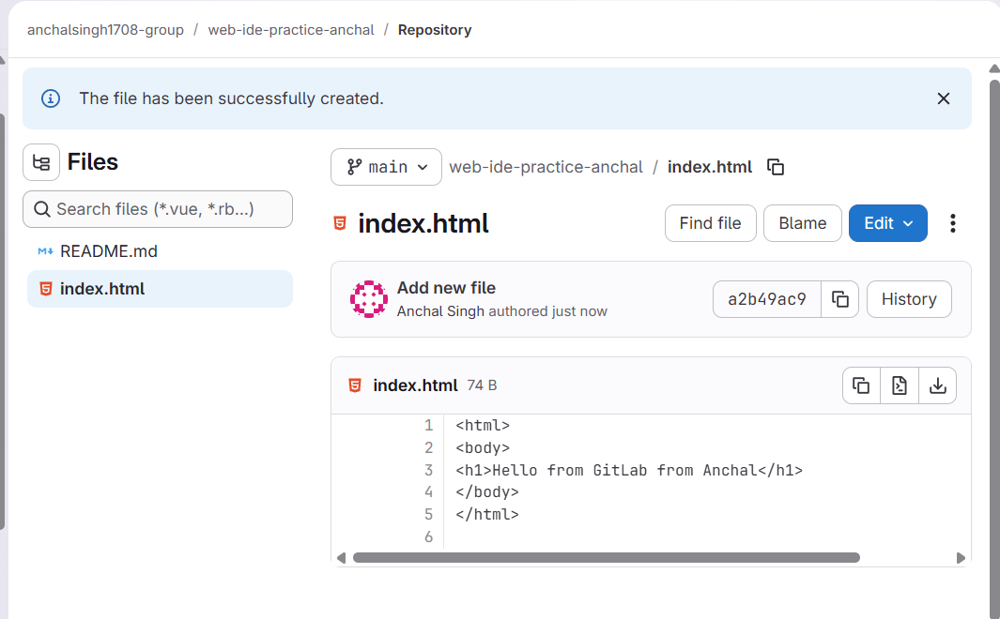 anchalsingh1708-group / web-ide-practice-anchal / Repository
The file has been successfully created.
Files
Search files (*.vue, *.rb...)
README.md
index.html
main web-ide-practice-anchal / index.html
index.html
Find file Blame Edit
Add new file
Anchal Singh authored just now
a2b49ac9 History
index.html 74 B
1 <html>
2 <body>
3 <h1>Hello from GitLab from Anchal</h1>
4 </body>
5 </html>
6